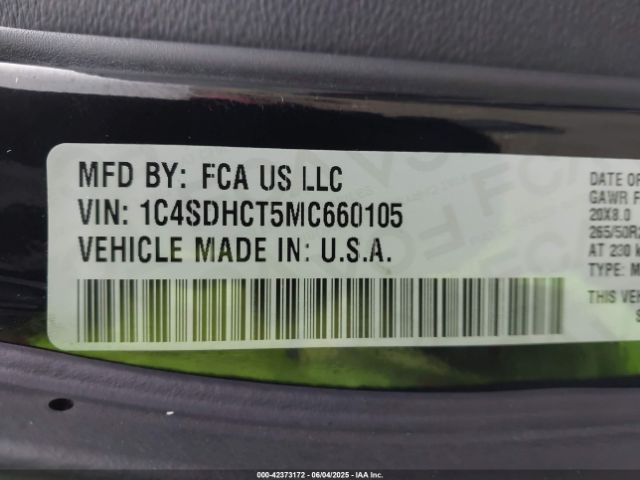 MFD BY: FCA US LLC
VIN: 1C4SDHCT5MC660105
VEHICLE MADE IN: U.S.A.
DATE OF
GAWR F
20X8.0
265/50R2
AT 230
TYPE: M
THIS VEH
S
000-42373172 | 06/04/2025 - IAA Inc.